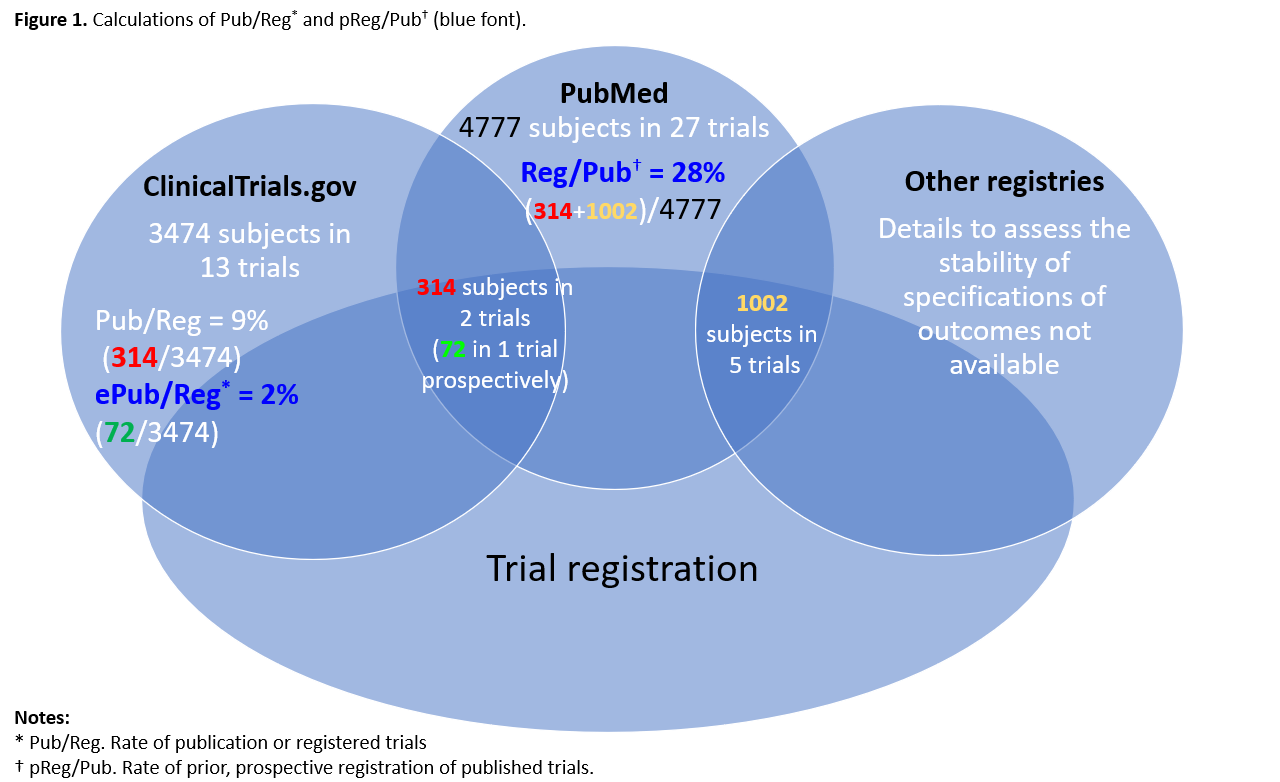 Figure 1. Calculations of Pub/Reg* and pReg/Pub† (blue font).
PubMed
4777 subjects in 27 trials
Reg/Pub† = 28%
(314+1002)/4777
ClinicalTrials.gov
3474 subjects in
13 trials
Pub/Reg = 9%
(314/3474)
ePub/Reg* = 2%
(72/3474)
314 subjects in
2 trials
(72 in 1 trial
prospectively)
1002
subjects in
5 trials
Other registries
Details to assess the
stability of
specifications of
outcomes not
available
Trial registration
Notes:
* Pub/Reg. Rate of publication or registered trials
† pReg/Pub. Rate of prior, prospective registration of published trials.